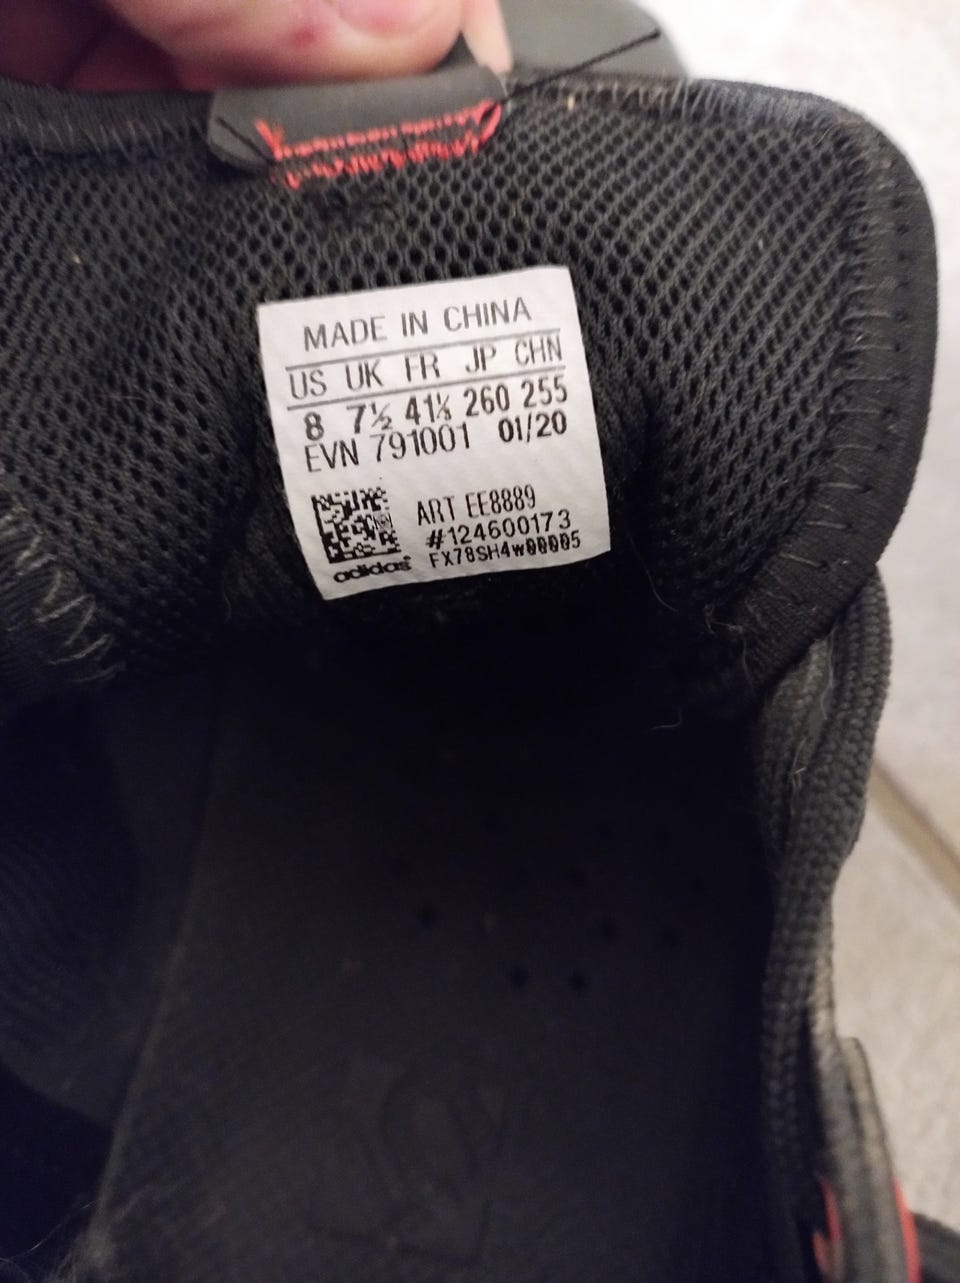 MADE IN CHINA
US UK FR JP CHN
8 7½ 41⅓ 260 255
EVN 791001 01/20
ART EE8889
#124600173
FX78SH4W00005
adidas